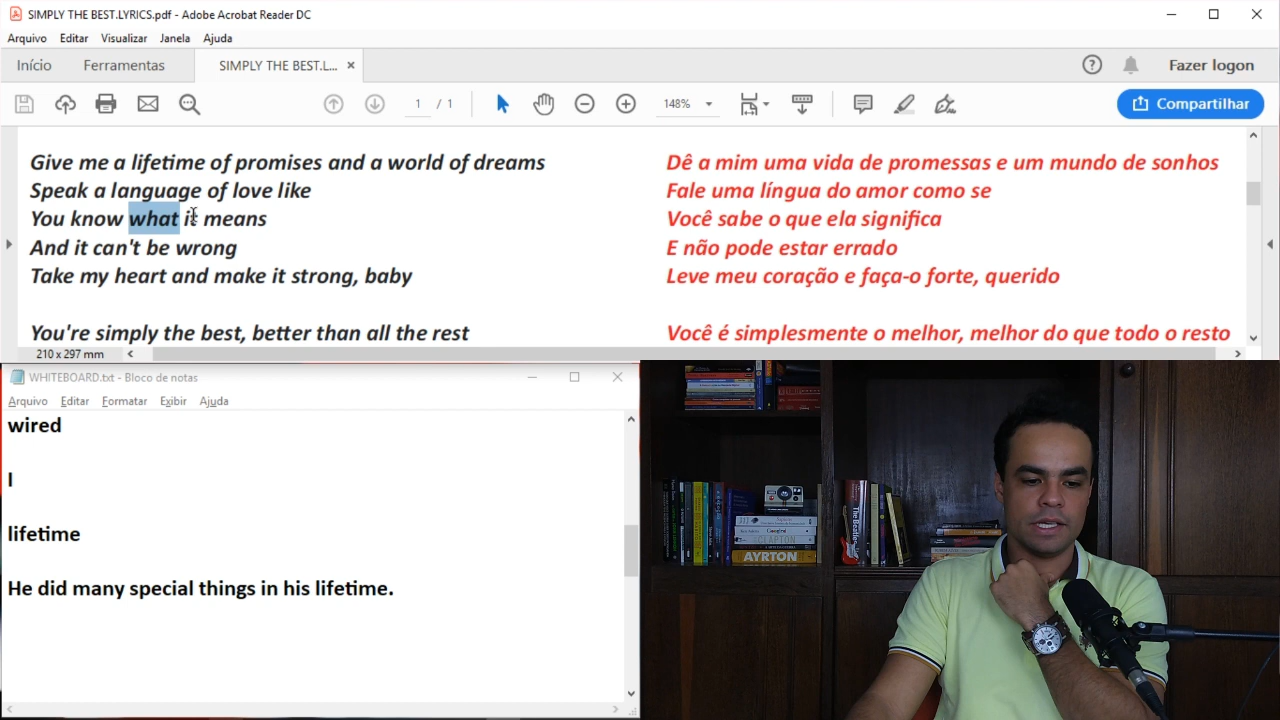 SIMPLY THE BEST.LYRICS.pdf - Adobe Acrobat Reader DC
Arquivo Editar Visualizar Janela Ajuda
Início Ferramentas SIMPLY THE BEST.L... × Fazer logon
1 / 1 148% Compartilhar
Give me a lifetime of promises and a world of dreams
Speak a language of love like
You know what it means
And it can't be wrong
Take my heart and make it strong, baby
You're simply the best, better than all the rest
Dê a mim uma vida de promessas e um mundo de sonhos
Fale uma língua do amor como se
Você sabe o que ela significa
E não pode estar errado
Leve meu coração e faça-o forte, querido
Você é simplesmente o melhor, melhor do que todo o resto
210 x 297 mm
WHITEBOARD.txt - Bloco de notas
Arquivo Editar Formatar Exibir Ajuda
wired
I
lifetime
He did many special things in his lifetime.
The Beatles
CLAPTON
AYRTON